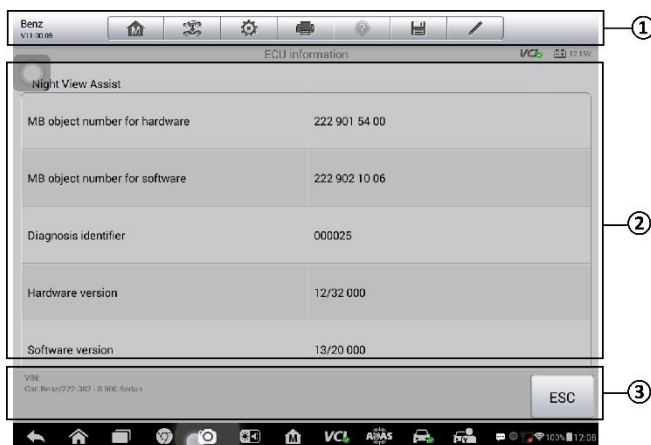 Benz
V11.00.05
①
ECU information
VCI 12.15V
Night View Assist
MB object number for hardware 222 901 54 00
MB object number for software 222 902 10 06
②
Diagnosis identifier 000025
Hardware version 12/32 000
Software version 13/20 000
VIN:
Car: Benz/222.082 - S 500 Sedan
ESC
③
VCI ADAS 100% 12:08